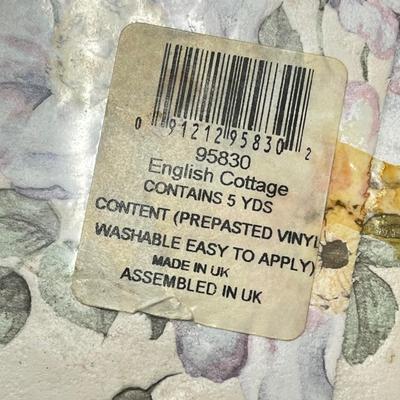 0 91212 95830 2
95830
English Cottage
CONTAINS 5 YDS
CONTENT (PREPASTED VINYL
WASHABLE EASY TO APPLY)
MADE IN UK
ASSEMBLED IN UK